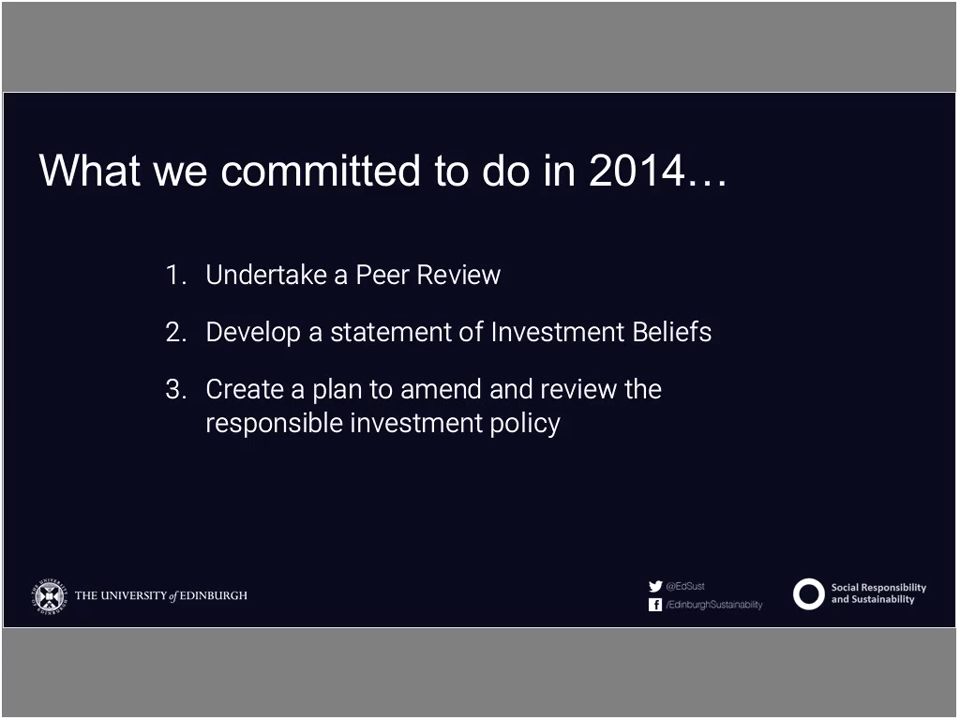 What we committed to do in 2014…
1. Undertake a Peer Review
2. Develop a statement of Investment Beliefs
3. Create a plan to amend and review the
responsible investment policy
THE UNIVERSITY of EDINBURGH
@EdSust
/EdinburghSustainability
Social Responsibility
and Sustainability